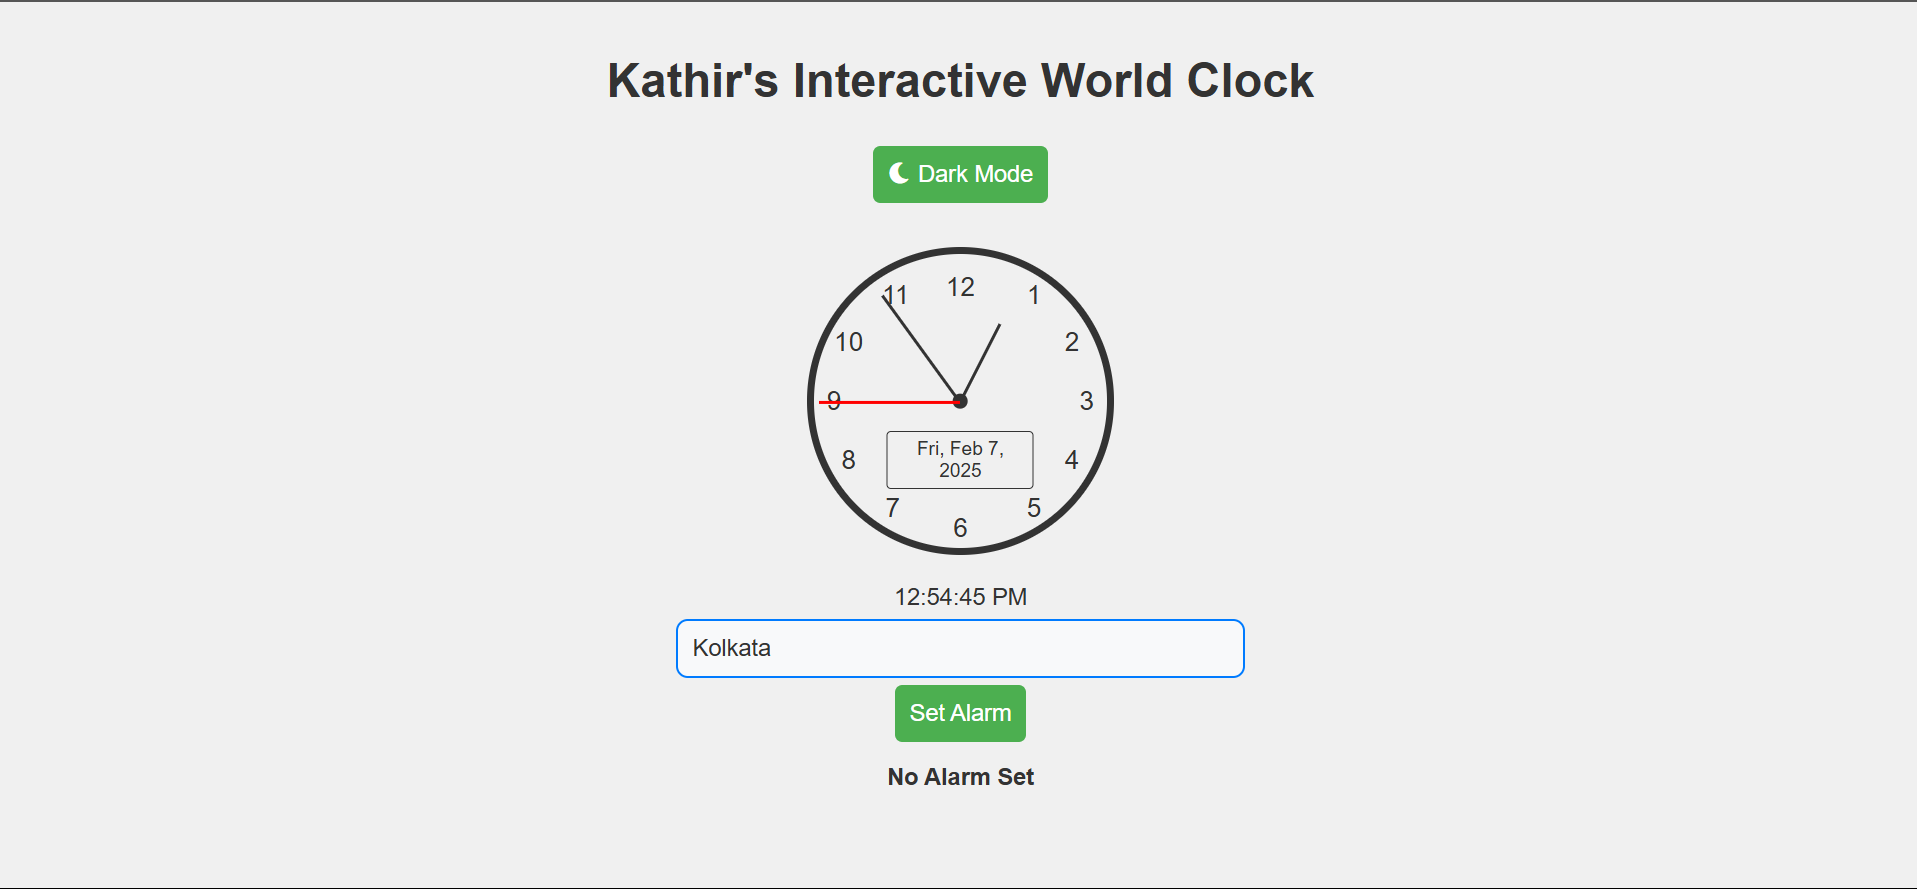 Kathir's Interactive World Clock
Dark Mode
12
11
1
10
2
9
3
8
4
Fri, Feb 7,
2025
7
5
6
12:54:45 PM
Kolkata
Set Alarm
No Alarm Set